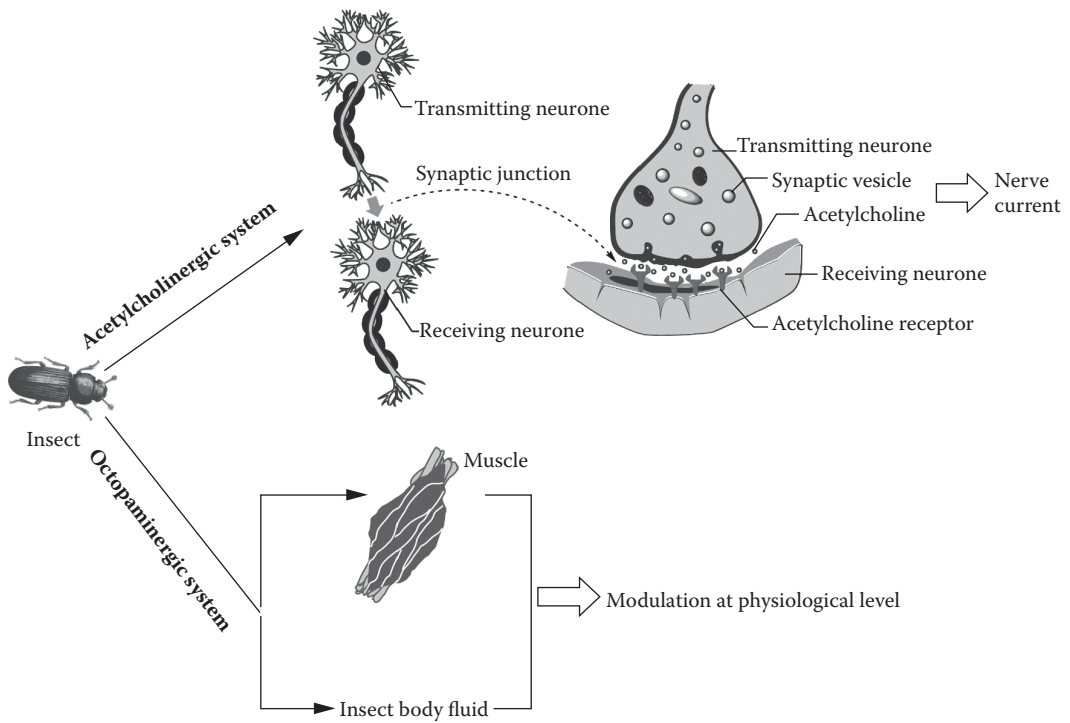 Transmitting neurone
Synaptic junction
Transmitting neurone
Synaptic vesicle
Acetylcholine
Nerve
current
Receiving neurone
Acetylcholine receptor
Acetylcholinergic system
Receiving neurone
Insect
Octopaminergic system
Muscle
Modulation at physiological level
Insect body fluid